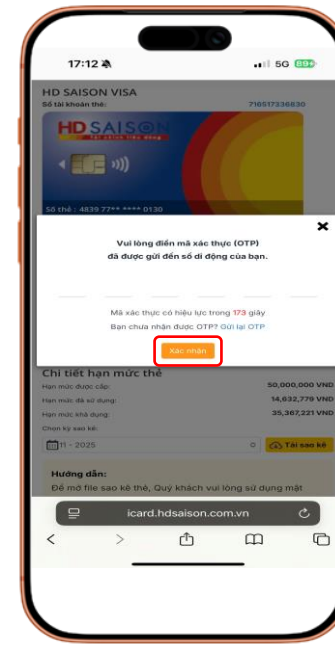 17:12
5G 89
HD SAISON VISA
Số tài khoản thẻ: 716517336830
HD SAISON
Tài chính tiêu dùng
Số thẻ : 4839 77** **** 0130
Vui lòng điền mã xác thực (OTP)
đã được gửi đến số di động của bạn.
Mã xác thực có hiệu lực trong 173 giây
Bạn chưa nhận được OTP? Gửi lại OTP
Xác nhận
Chi tiết hạn mức thẻ
Hạn mức được cấp: 50,000,000 VND
Hạn mức đã sử dụng: 14,632,779 VND
Hạn mức khả dụng: 35,367,221 VND
Chọn kỳ sao kê:
11 - 2025
Tải sao kê
Hướng dẫn:
Để mở file sao kê thẻ, Quý khách vui lòng sử dụng mật
icard.hdsaison.com.vn